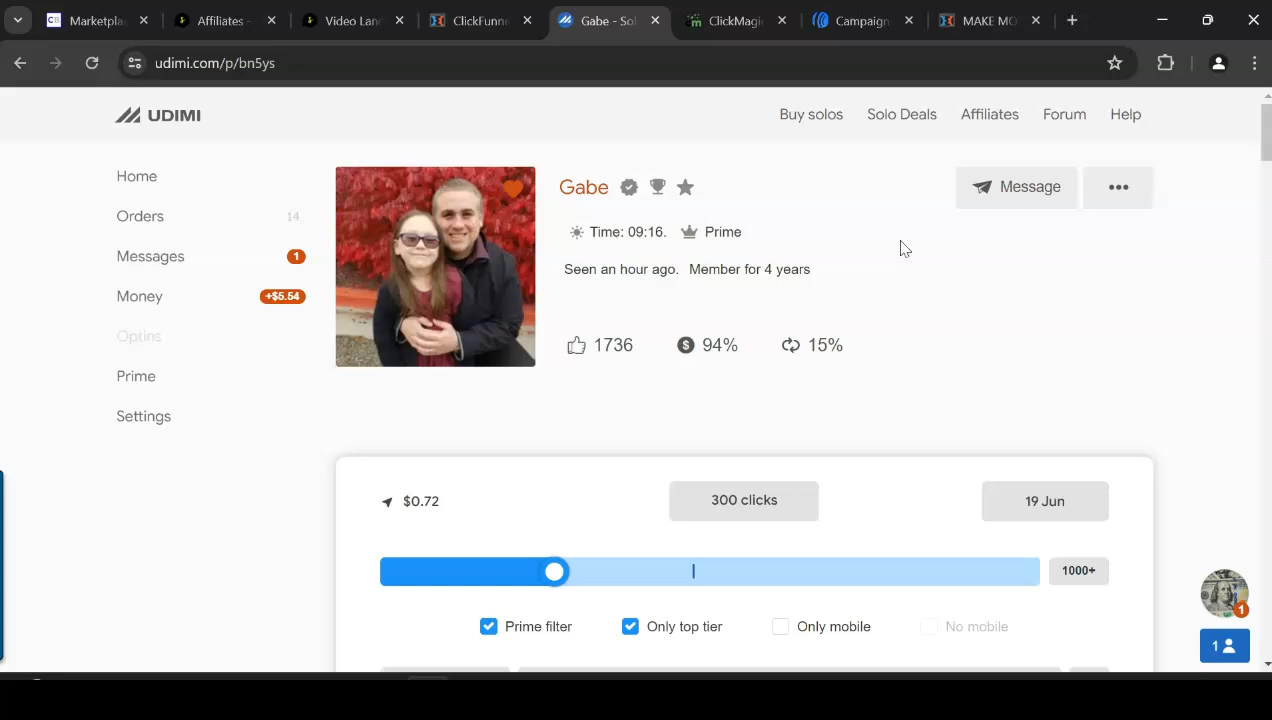 Marketpla
Affiliates -
Video Lan
ClickFunne
Gabe - Sol
ClickMagi
Campaign
MAKE MO
udimi.com/p/bn5ys
UDIMI
Buy solos
Solo Deals
Affiliates
Forum
Help
Home
Orders 14
Messages 1
Money +$5.54
Optins
Prime
Settings
Gabe
Message
Time: 09:16. Prime
Seen an hour ago. Member for 4 years
1736 94% 15%
$0.72
300 clicks
19 Jun
1000+
Prime filter
Only top tier
Only mobile
No mobile
1
1